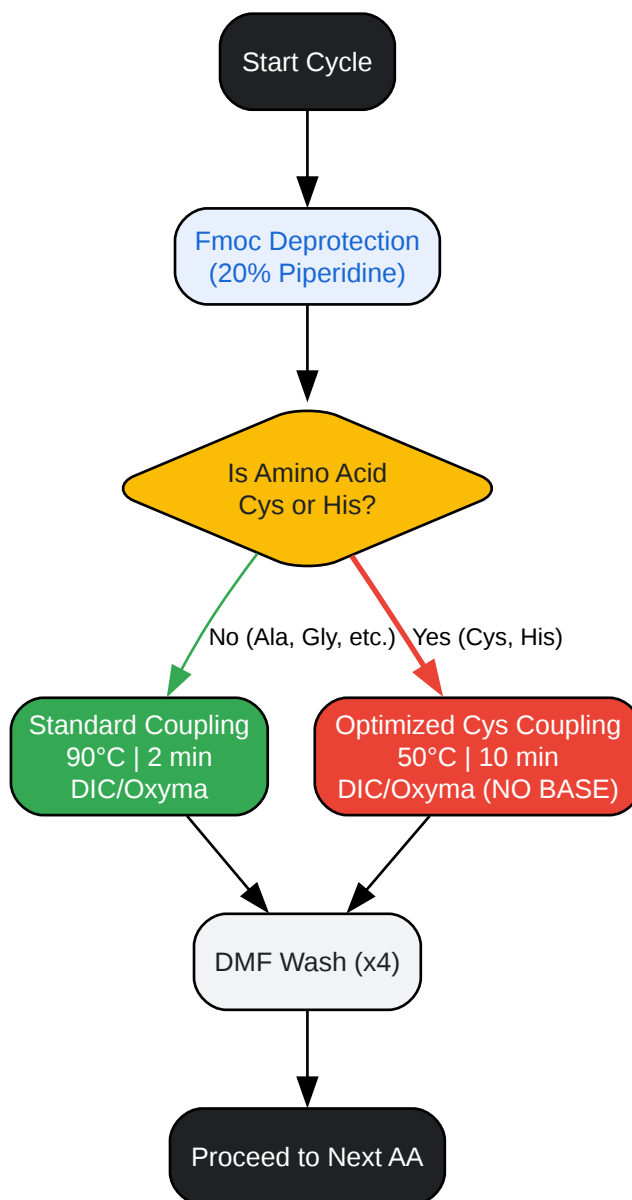 Start Cycle
Fmoc Deprotection
(20% Piperidine)
Is Amino Acid
Cys or His?
No (Ala, Gly, etc.)
Yes (Cys, His)
Standard Coupling
90°C | 2 min
DIC/Oxyma
Optimized Cys Coupling
50°C | 10 min
DIC/Oxyma (NO BASE)
DMF Wash (x4)
Proceed to Next AA